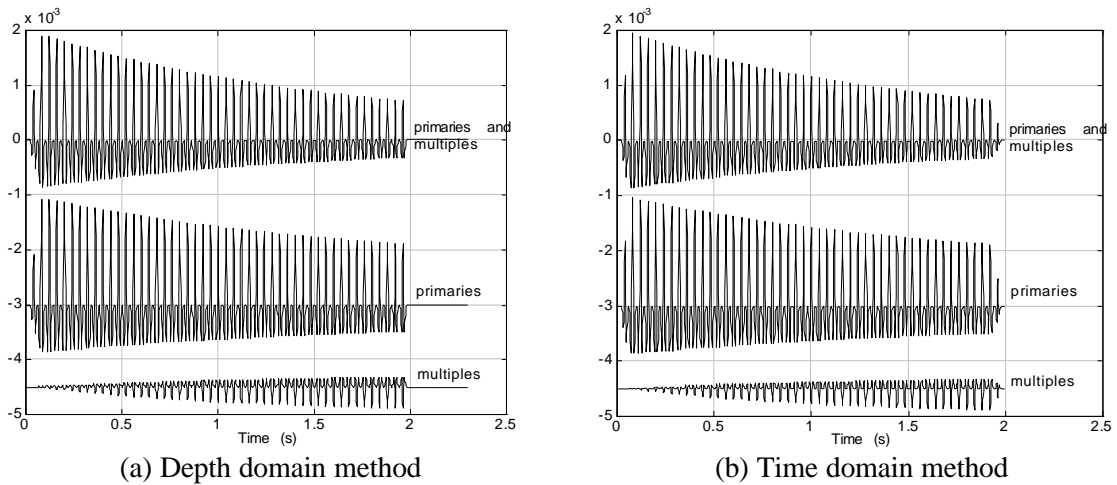 x 10-3
2
1
0
-1
-2
-3
-4
-5
primaries and
multiples
primaries
multiples
0 0.5 1 1.5 2 2.5
Time (s)
(a) Depth domain method
x 10-3
2
1
0
-1
-2
-3
-4
-5
primaries and
multiples
primaries
multiples
0 0.5 1 1.5 2 2.5
Time (s)
(b) Time domain method